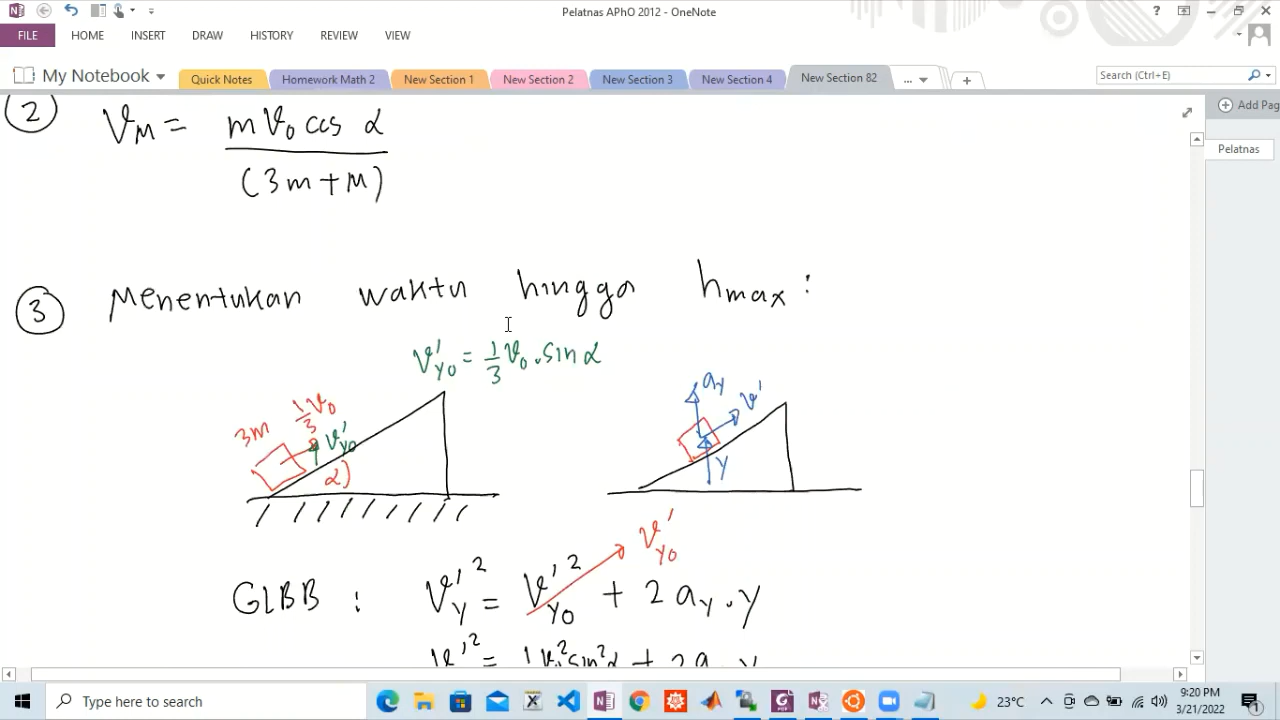 Pelatnas APhO 2012 - OneNote
FILE HOME INSERT DRAW HISTORY REVIEW VIEW
My Notebook Quick Notes Homework Math 2 New Section 1 New Section 2 New Section 3 New Section 4 New Section 82 ... Search (Ctrl+E)
Add Pag
Pelatnas
② V_M = m V₀ cos α
(3m + M)
③ Menentukan waktu hingga h_max :
V'_y0 = 1/3 V₀ . sin α
3m 1/3 V₀ V'_y0 α)
a_y V' Y
V'_y0
GLBB : V'_y² = V'_y0² + 2 a_y . y
Type here to search 23°C 9:20 PM
3/21/2022